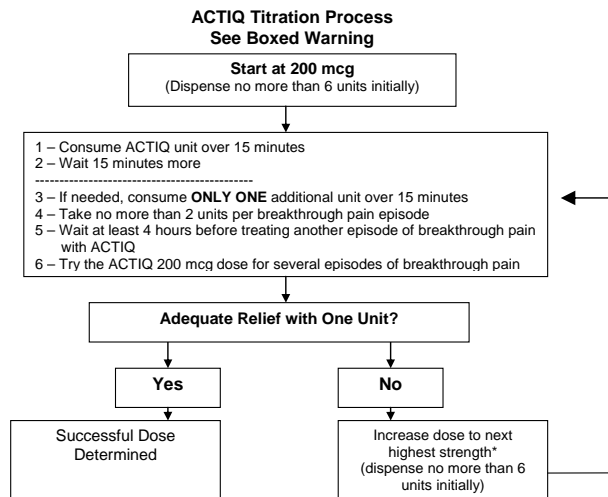 ACTIQ Titration Process
See Boxed Warning
Start at 200 mcg
(Dispense no more than 6 units initially)
1 – Consume ACTIQ unit over 15 minutes
2 – Wait 15 minutes more
---------------------------------------------
3 – If needed, consume ONLY ONE additional unit over 15 minutes
4 – Take no more than 2 units per breakthrough pain episode
5 – Wait at least 4 hours before treating another episode of breakthrough pain
with ACTIQ
6 – Try the ACTIQ 200 mcg dose for several episodes of breakthrough pain
Adequate Relief with One Unit?
Yes
No
Successful Dose
Determined
Increase dose to next
highest strength*
(dispense no more than 6
units initially)